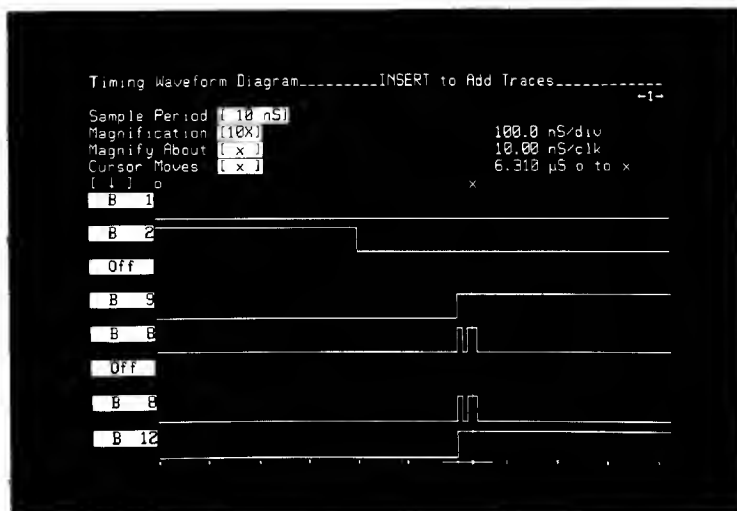 Timing Waveform Diagram_________INSERT to Add Traces_____________
←1→
Sample Period [ 10 nS]
Magnification [10X] 100.0 nS/div
Magnify About [ x ] 10.00 nS/clk
Cursor Moves [ x ] 6.310 µS o to x
[ ↓ ] o x
B 1
B 2
Off
B 9
B 8
Off
B 8
B 12